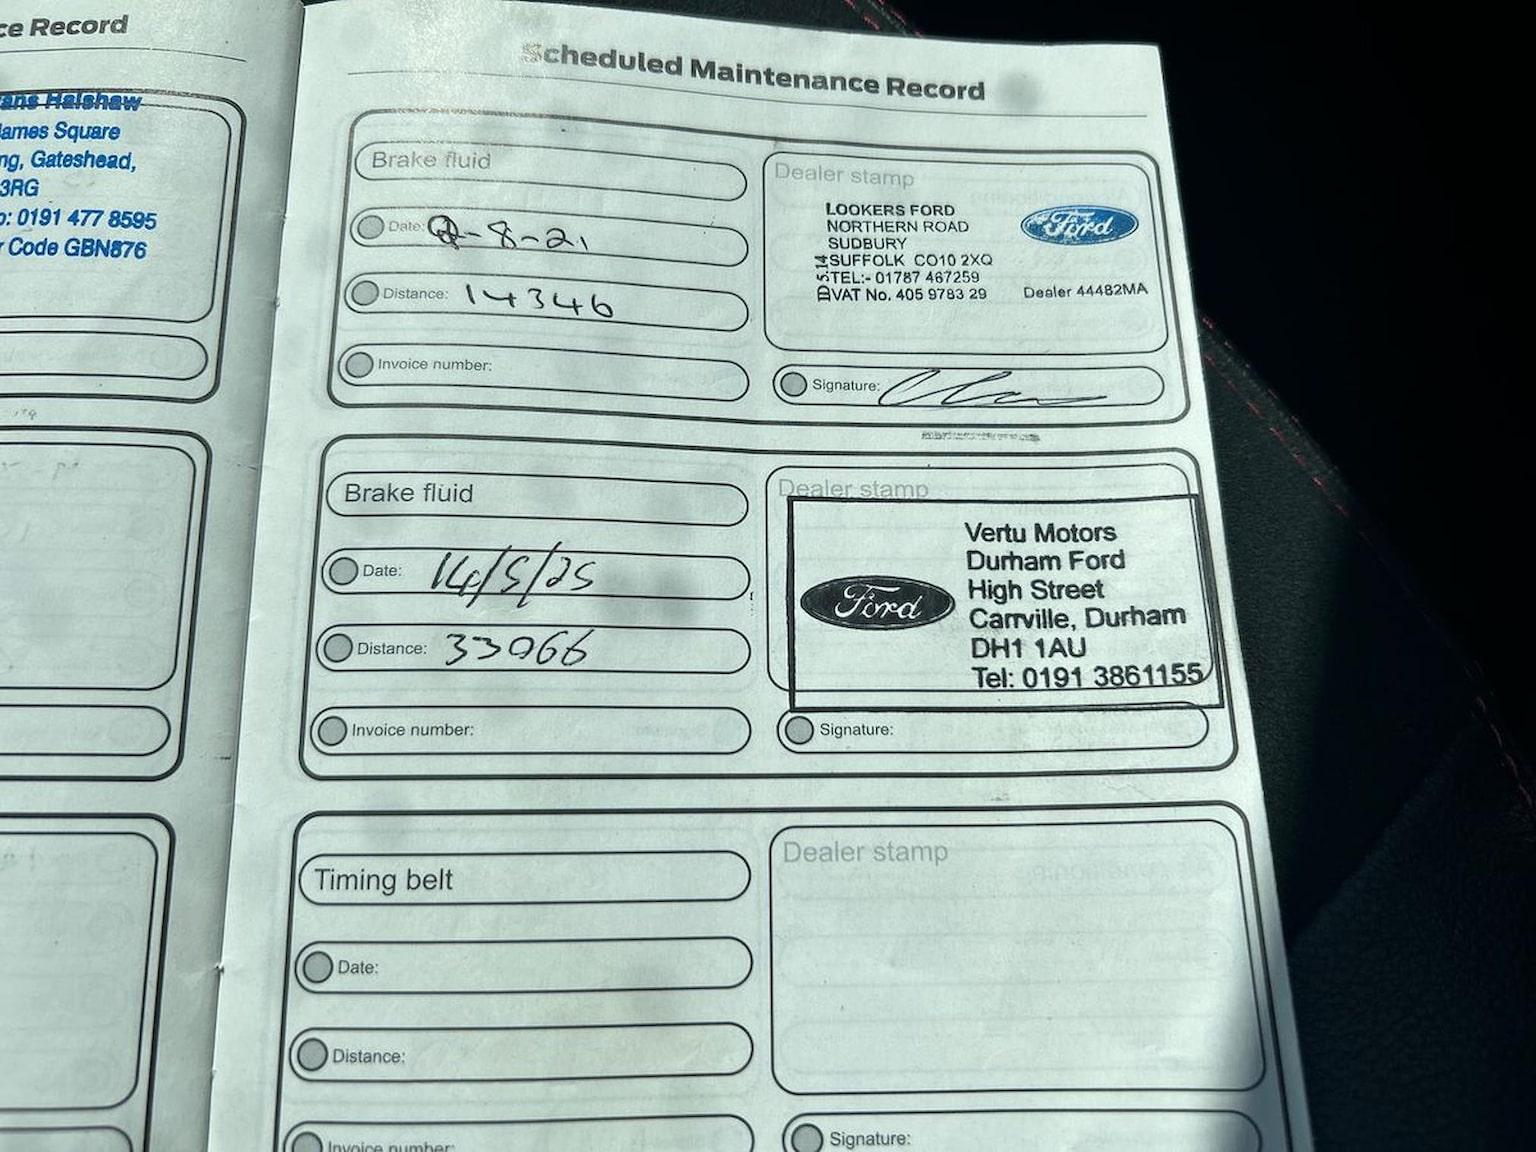 ce Record
ans Halshaw
James Square
ng, Gateshead,
3RG
o: 0191 477 8595
r Code GBN876
Scheduled Maintenance Record
Brake fluid
Date: -8-21
Distance: 14346
Invoice number:
Dealer stamp
LOOKERS FORD
NORTHERN ROAD
SUDBURY
SUFFOLK CO10 2XQ
TEL:- 01787 467259
VAT No. 405 9783 29
ID 5.14
Ford
Dealer 44482MA
Signature:
Brake fluid
Date: 14/5/25
Distance: 33066
Invoice number:
Dealer stamp
Ford
Vertu Motors
Durham Ford
High Street
Carrville, Durham
DH1 1AU
Tel: 0191 3861155
Signature:
Timing belt
Date:
Distance:
Invoice number:
Dealer stamp
Signature: